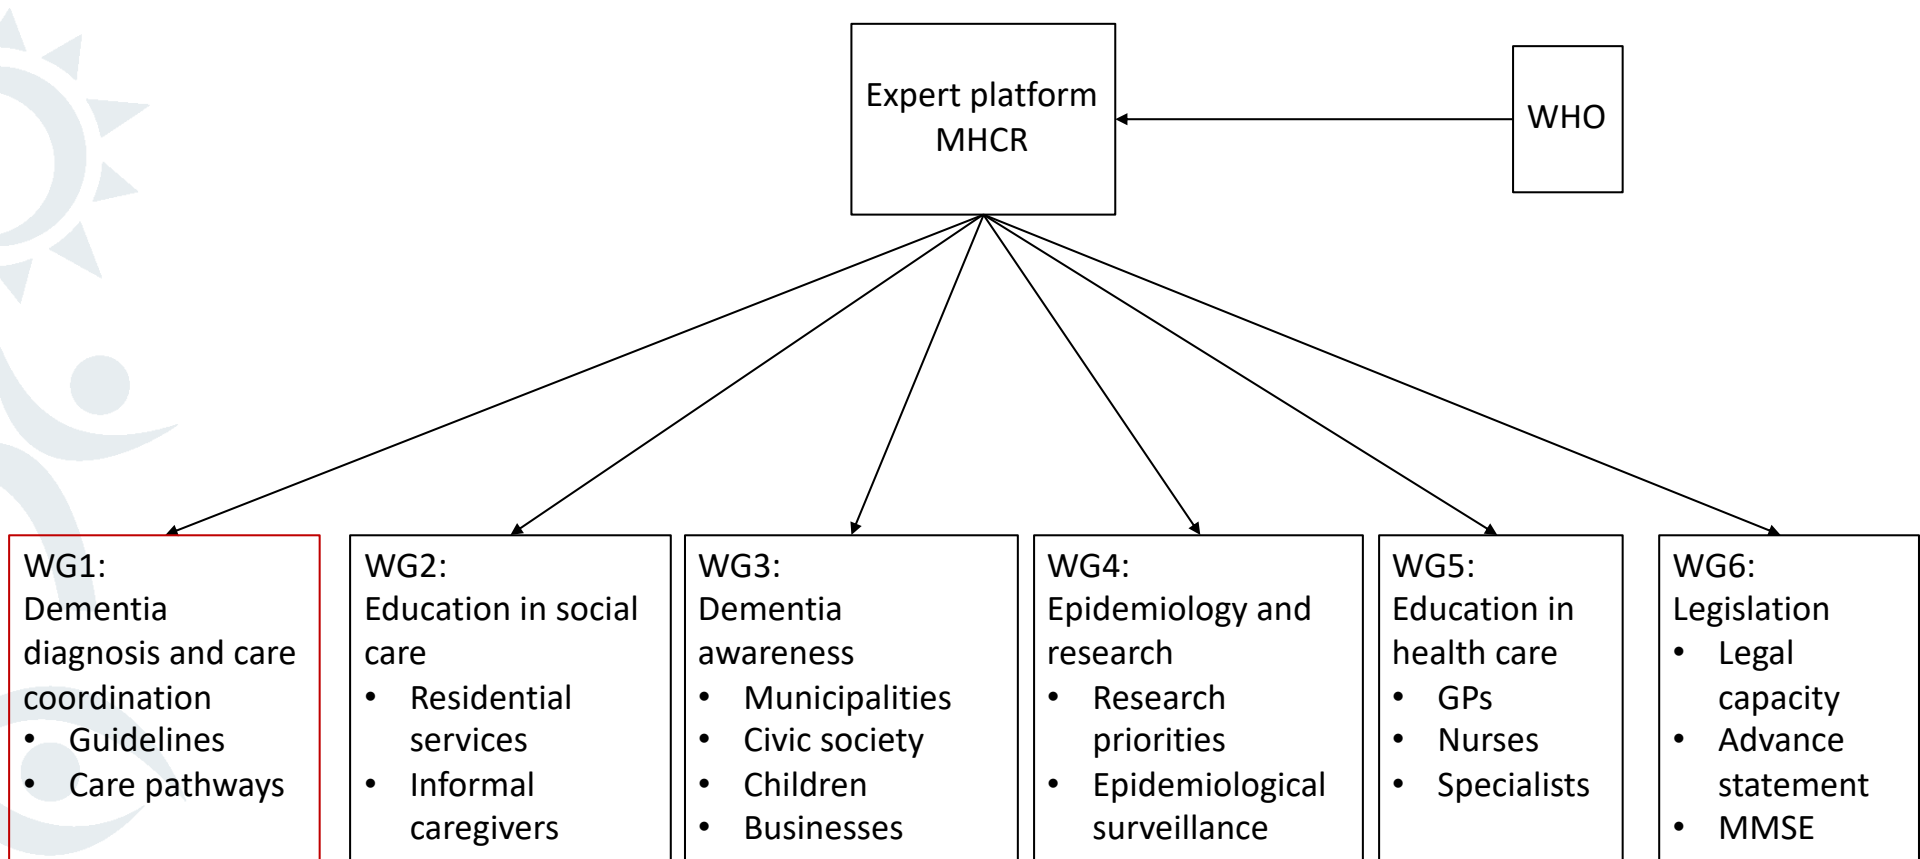 Expert platform
MHCR
WHO
WG1:
Dementia
diagnosis and care
coordination
• Guidelines
• Care pathways
WG2:
Education in social
care
• Residential
services
• Informal
caregivers
WG3:
Dementia
awareness
• Municipalities
• Civic society
• Children
• Businesses
WG4:
Epidemiology and
research
• Research
priorities
• Epidemiological
surveillance
WG5:
Education in
health care
• GPs
• Nurses
• Specialists
WG6:
Legislation
• Legal
capacity
• Advance
statement
• MMSE